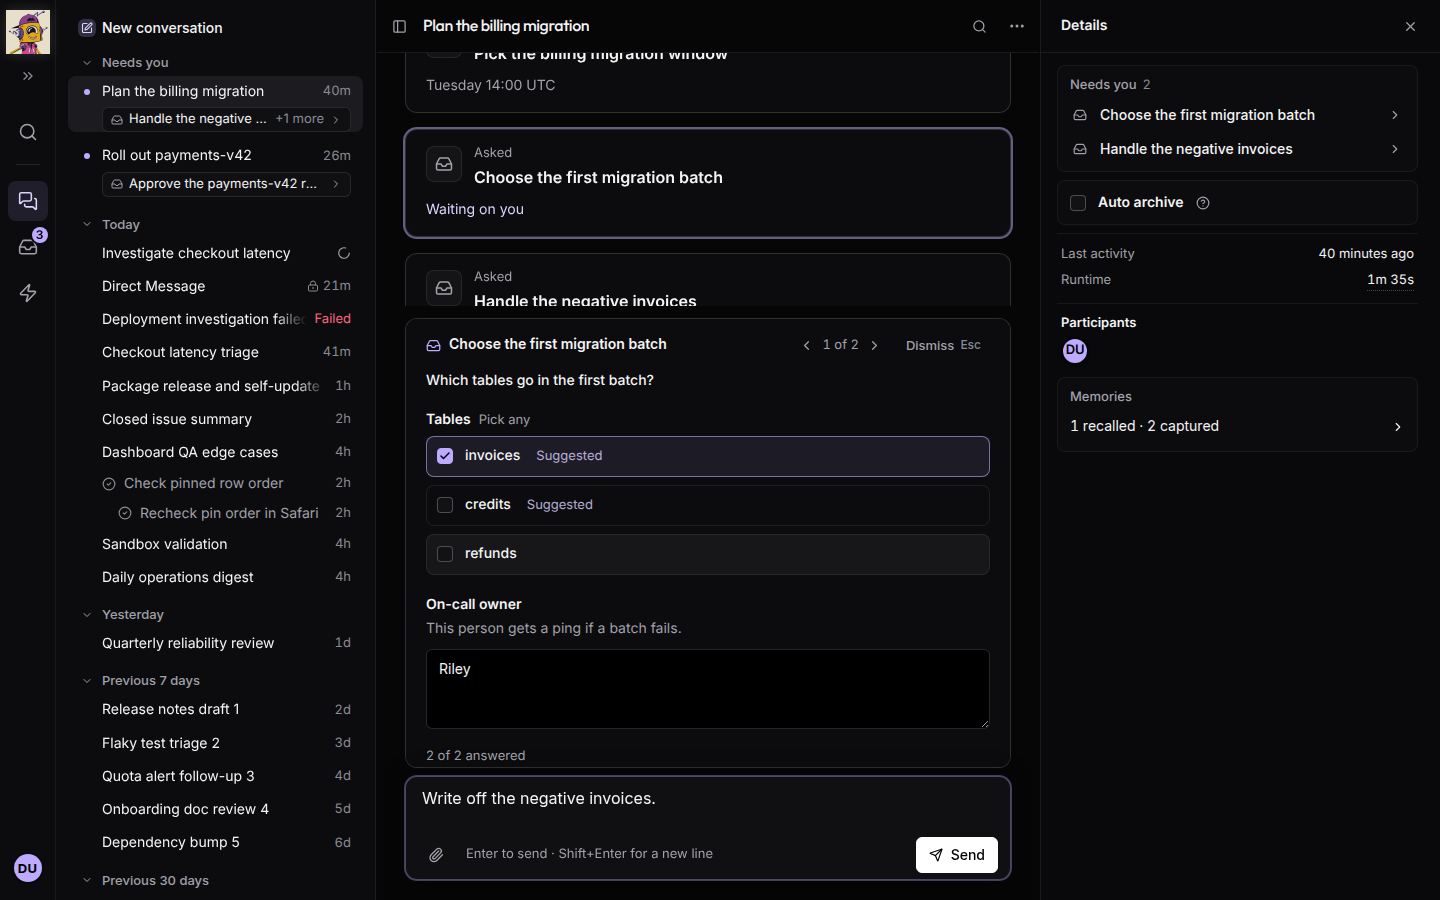 New conversation
Needs you
Plan the billing migration 40m
Handle the negative ... +1 more
Roll out payments-v42 26m
Approve the payments-v42 r...
Today
Investigate checkout latency
3
Direct Message 21m
Deployment investigation failed Failed
Checkout latency triage 41m
Package release and self-update 1h
Closed issue summary 2h
Dashboard QA edge cases 4h
Check pinned row order 2h
Recheck pin order in Safari 2h
Sandbox validation 4h
Daily operations digest 4h
Yesterday
Quarterly reliability review 1d
Previous 7 days
Release notes draft 1 2d
Flaky test triage 2 3d
Quota alert follow-up 3 4d
Onboarding doc review 4 5d
Dependency bump 5 6d
Previous 30 days
DU
Plan the billing migration
Pick the billing migration window
Tuesday 14:00 UTC
Asked
Choose the first migration batch
Waiting on you
Asked
Handle the negative invoices
Choose the first migration batch 1 of 2 Dismiss Esc
Which tables go in the first batch?
Tables Pick any
invoices Suggested
credits Suggested
refunds
On-call owner
This person gets a ping if a batch fails.
Riley
2 of 2 answered
Write off the negative invoices.
Enter to send · Shift+Enter for a new line
Send
Details
Needs you 2
Choose the first migration batch
Handle the negative invoices
Auto archive
Last activity 40 minutes ago
Runtime 1m 35s
Participants
DU
Memories
1 recalled · 2 captured